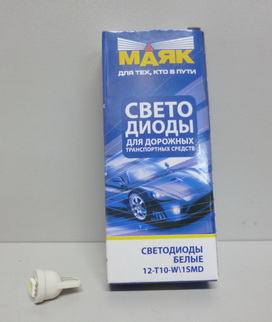 МАЯК
ДЛЯ ТЕХ, КТО В ПУТИ
СВЕТО
ДИОДЫ
ДЛЯ ДОРОЖНЫХ
ТРАНСПОРТНЫХ СРЕДСТВ
СВЕТОДИОДЫ
БЕЛЫЕ
12-T10-W\1SMD